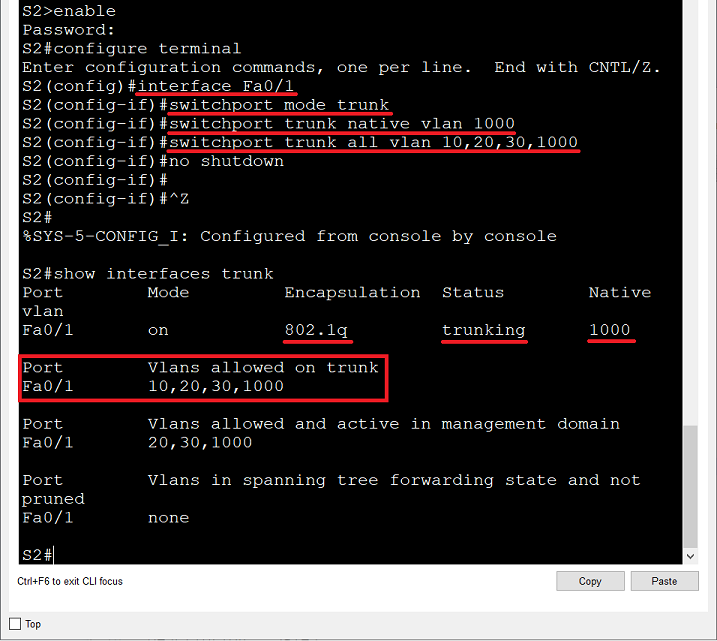 S2>enable
Password:
S2#configure terminal
Enter configuration commands, one per line.  End with CNTL/Z.
S2(config)#interface Fa0/1
S2(config-if)#switchport mode trunk
S2(config-if)#switchport trunk native vlan 1000
S2(config-if)#switchport trunk all vlan 10,20,30,1000
S2(config-if)#no shutdown
S2(config-if)#
S2(config-if)#^Z
S2#
%SYS-5-CONFIG_I: Configured from console by console
S2#show interfaces trunk
Port        Mode         Encapsulation  Status        Native
vlan
Fa0/1       on           802.1q         trunking      1000
Port        Vlans allowed on trunk
Fa0/1       10,20,30,1000
Port        Vlans allowed and active in management domain
Fa0/1       20,30,1000
Port        Vlans in spanning tree forwarding state and not
pruned
Fa0/1       none
S2#
Ctrl+F6 to exit CLI focus Copy Paste
Top